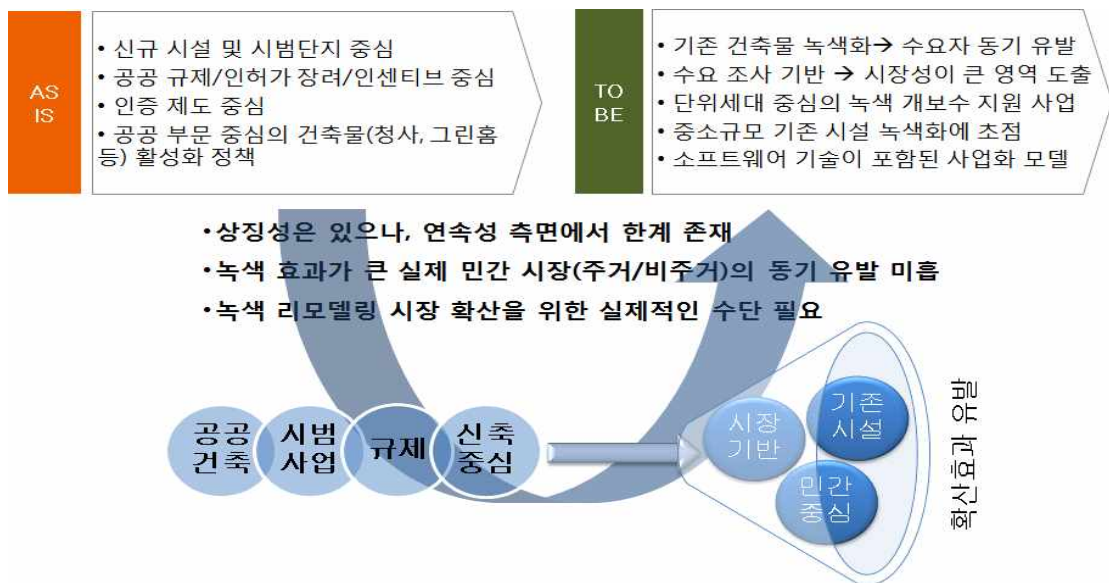 AS
IS
• 신규 시설 및 시범단지 중심
• 공공 규제/인허가 장려/인센티브 중심
• 인증 제도 중심
• 공공 부문 중심의 건축물(청사, 그린홈
등) 활성화 정책
TO
BE
• 기존 건축물 녹색화→ 수요자 동기 유발
• 수요 조사 기반 → 시장성이 큰 영역 도출
• 단위세대 중심의 녹색 개보수 지원 사업
• 중소규모 기존 시설 녹색화에 초점
• 소프트웨어 기술이 포함된 사업화 모델
•상징성은 있으나, 연속성 측면에서 한계 존재
•녹색 효과가 큰 실제 민간 시장(주거/비주거)의 동기 유발 미흡
•녹색 리모델링 시장 확산을 위한 실제적인 수단 필요
공공
건축
시범
사업
규제
신축
중심
시장
기반
기존
시설
민간
중심
확산효과 유발